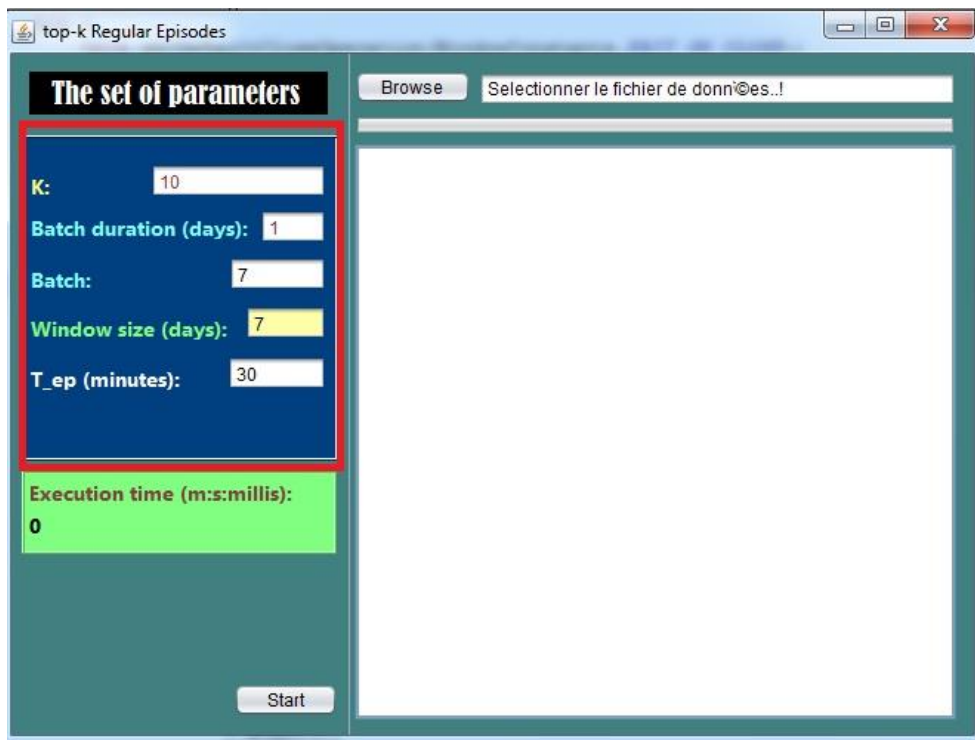 top-k Regular Episodes
The set of parameters
Browse
Selectionner le fichier de donn'©es..!
K:
10
Batch duration (days):
1
Batch:
7
Window size (days):
7
T_ep (minutes):
30
Execution time (m:s:millis):
0
Start